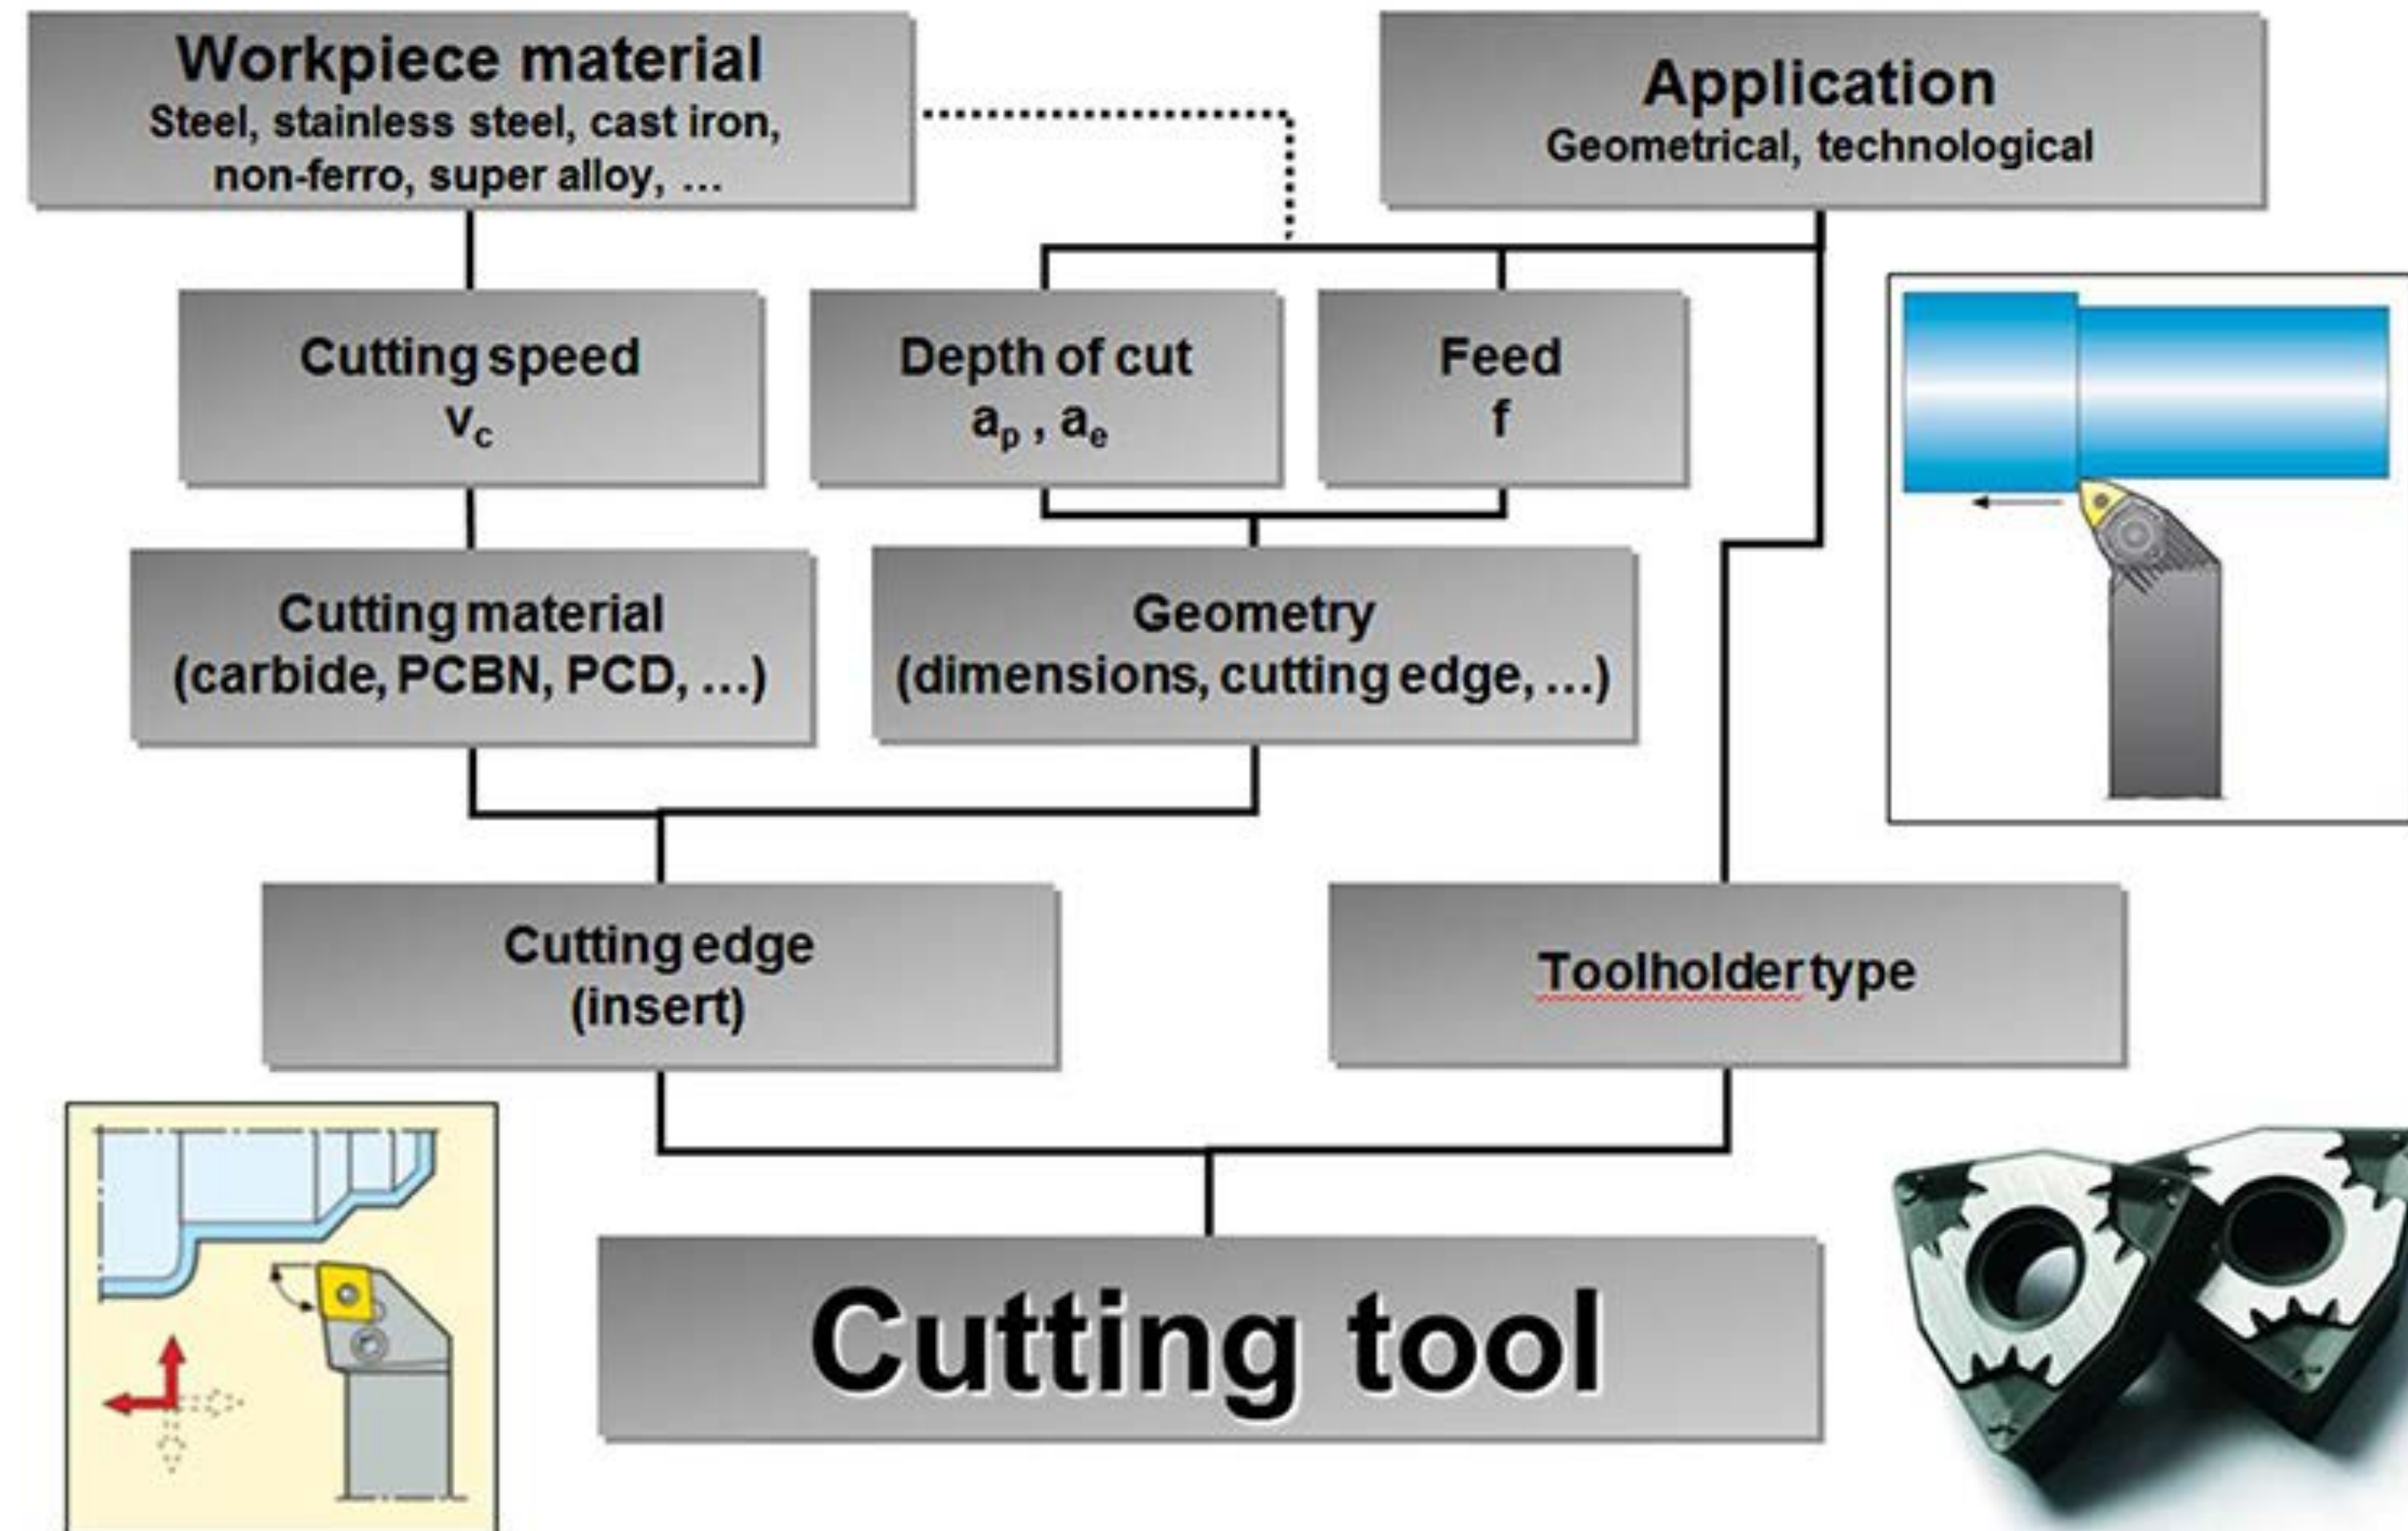 Workpiece material
Steel, stainless steel, cast iron,
non-ferro, super alloy, …
Application
Geometrical, technological
Cutting speed
vc
Depth of cut
ap , ae
Feed
f
Cutting material
(carbide, PCBN, PCD, …)
Geometry
(dimensions, cutting edge, …)
Cutting edge
(insert)
Toolholder type
Cutting tool